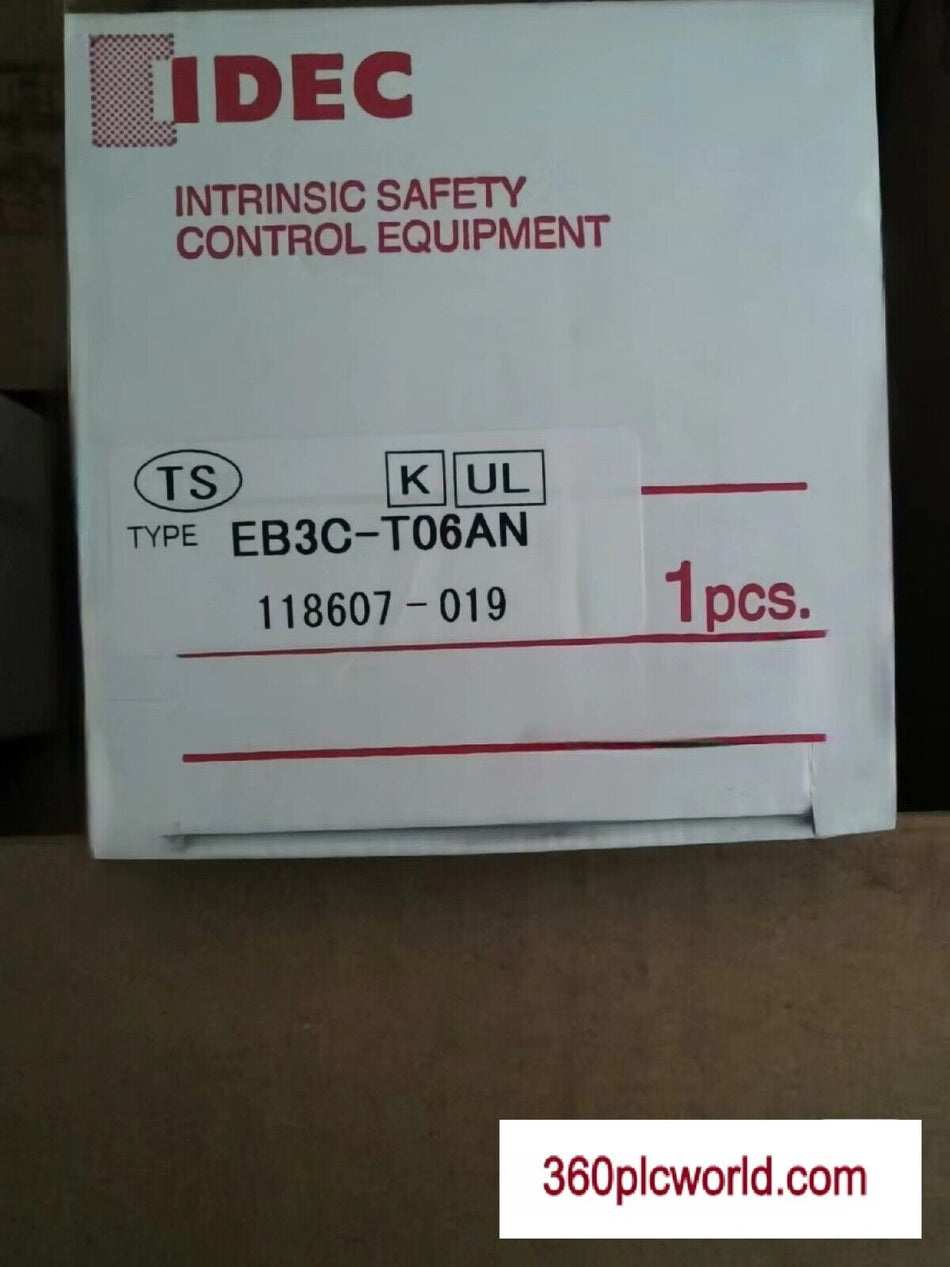 IDEC
INTRINSIC SAFETY
CONTROL EQUIPMENT
TS K UL
TYPE EB3C-T06AN
118607-019
1pcs.
360plcworld.com